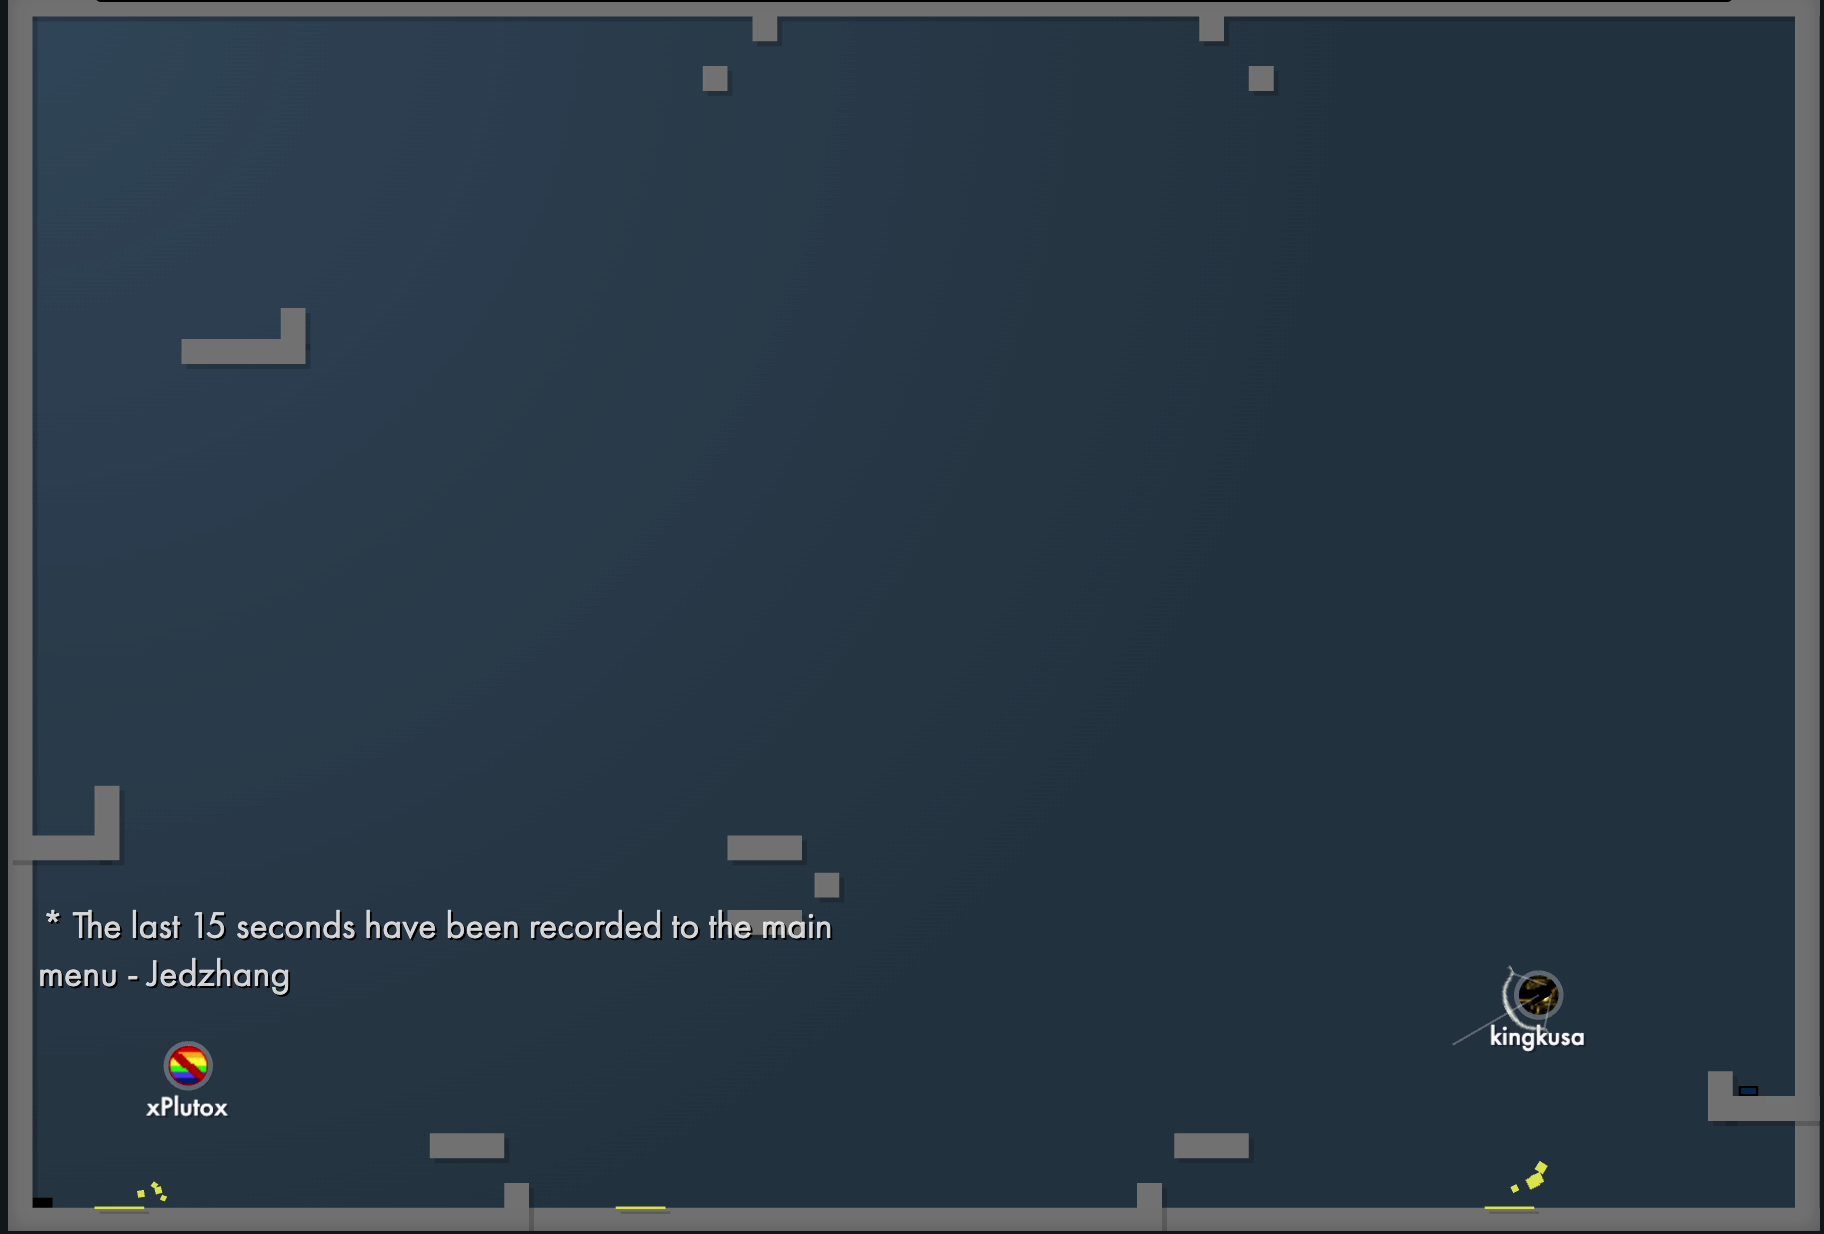 * The last 15 seconds have been recorded to the main
menu - Jedzhang
kingkusa
xPlutox